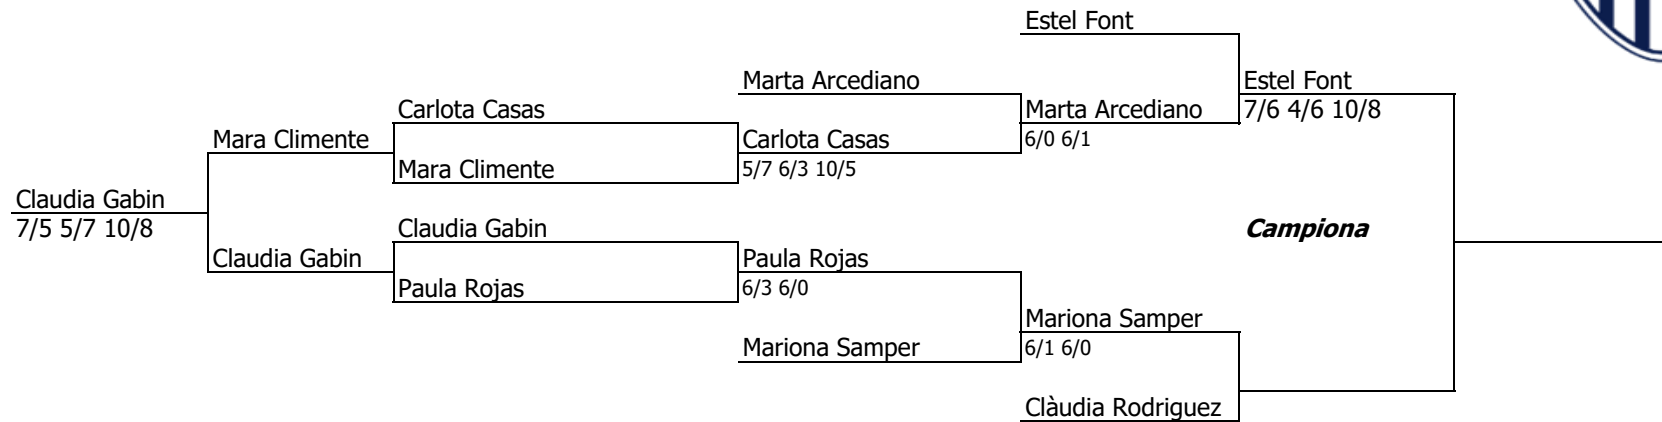 Estel Font
Marta Arcediano
Estel Font
Carlota Casas
Marta Arcediano
7/6 4/6 10/8
Mara Climente
Carlota Casas
6/0 6/1
Mara Climente
5/7 6/3 10/5
Claudia Gabin
7/5 5/7 10/8
Claudia Gabin
Campiona
Claudia Gabin
Paula Rojas
Paula Rojas
6/3 6/0
Mariona Samper
Mariona Samper
6/1 6/0
Clàudia Rodriguez